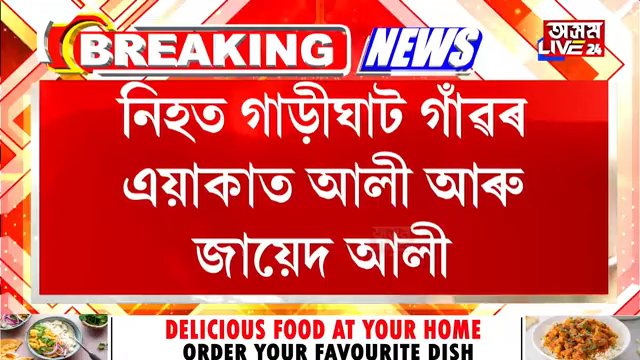 BREAKING NEWS
অসম
LIVE 24
নিহত গাড়ীঘাট গাঁৱৰ
এয়াকাত আলী আৰু
জায়েদ আলী
DELICIOUS FOOD AT YOUR HOME
ORDER YOUR FAVOURITE DISH